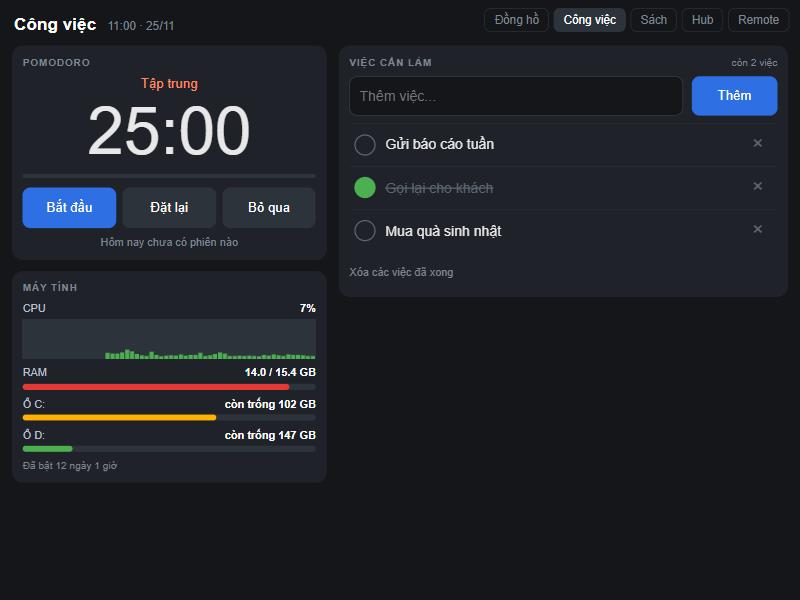 Công việc 11:00 · 25/11
Đồng hồ Công việc Sách Hub Remote
POMODORO
Tập trung
25:00
Bắt đầu Đặt lại Bỏ qua
Hôm nay chưa có phiên nào
MÁY TÍNH
CPU 7%
RAM 14.0 / 15.4 GB
Ổ C: còn trống 102 GB
Ổ D: còn trống 147 GB
Đã bật 12 ngày 1 giờ
VIỆC CẦN LÀM còn 2 việc
Thêm việc... Thêm
Gửi báo cáo tuần ×
Gọi lại cho khách ×
Mua quà sinh nhật ×
Xóa các việc đã xong